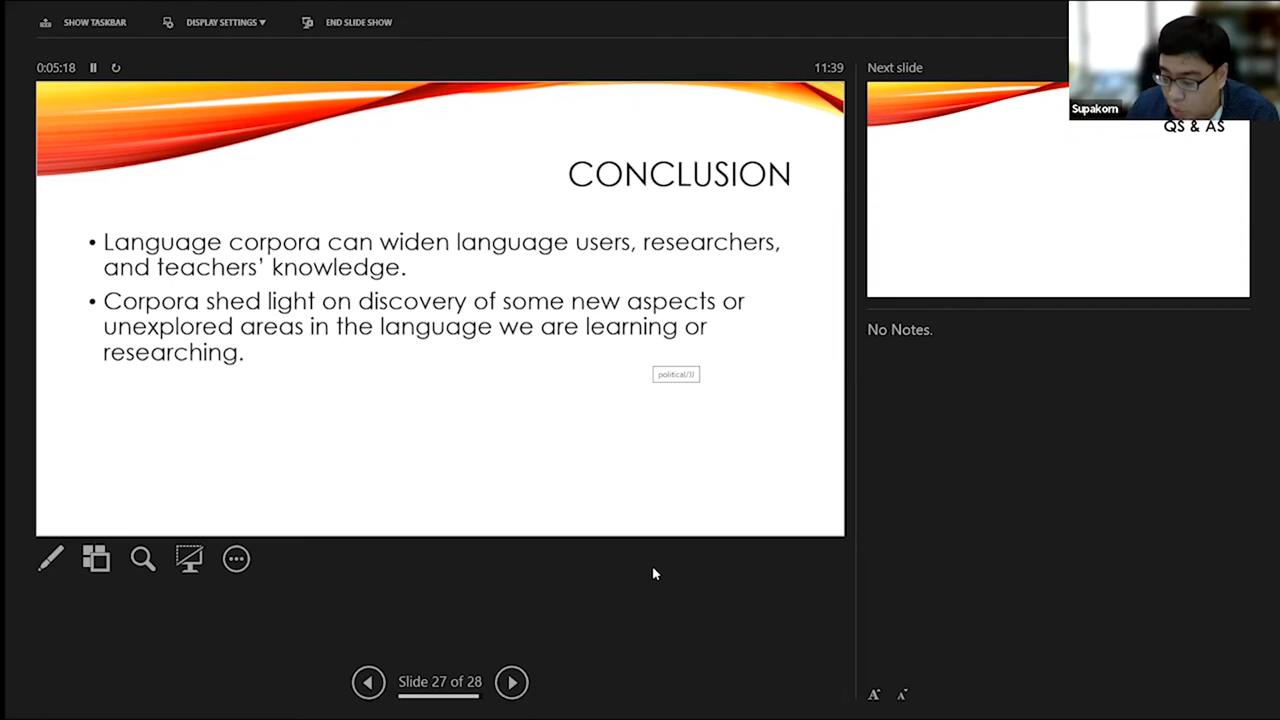 SHOW TASKBAR
DISPLAY SETTINGS ▾
END SLIDE SHOW
0:05:18
11:39
Next slide
Supakorn
QS & AS
CONCLUSION
• Language corpora can widen language users, researchers,
and teachers’ knowledge.
• Corpora shed light on discovery of some new aspects or
unexplored areas in the language we are learning or
researching.
political/JJ
No Notes.
Slide 27 of 28
A
A